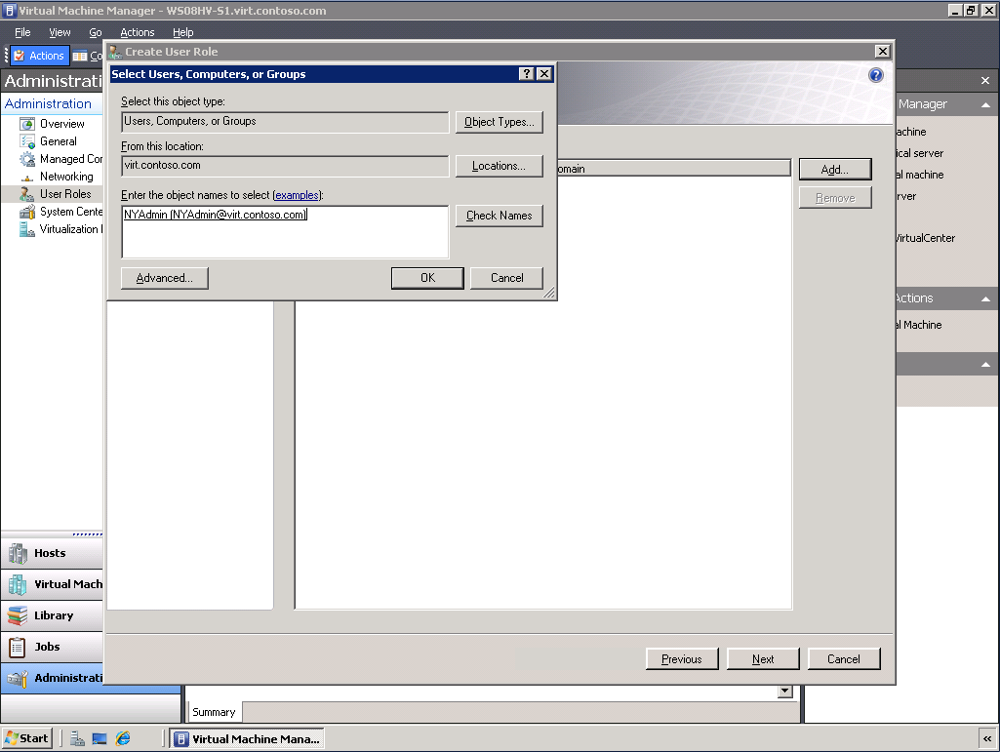 Virtual Machine Manager - WS08HV-S1.virt.contoso.com
File View Go Actions Help
Actions Co
Create User Role
Administrati
Select Users, Computers, or Groups
Administration
Overview
General
Managed Cor
Networking
User Roles
System Cente
Virtualization
Select this object type:
Users, Computers, or Groups
Object Types...
From this location:
virt.contoso.com
Locations...
Enter the object names to select (examples):
NYAdmin (NYAdmin@virt.contoso.com)
Check Names
Advanced...
OK
Cancel
omain
Add...
Remove
Manager
achine
ical server
al machine
rver
VirtualCenter
Actions
al Machine
Hosts
Virtual Mach
Library
Jobs
Administrati
Previous
Next
Cancel
Summary
Start
Virtual Machine Mana...